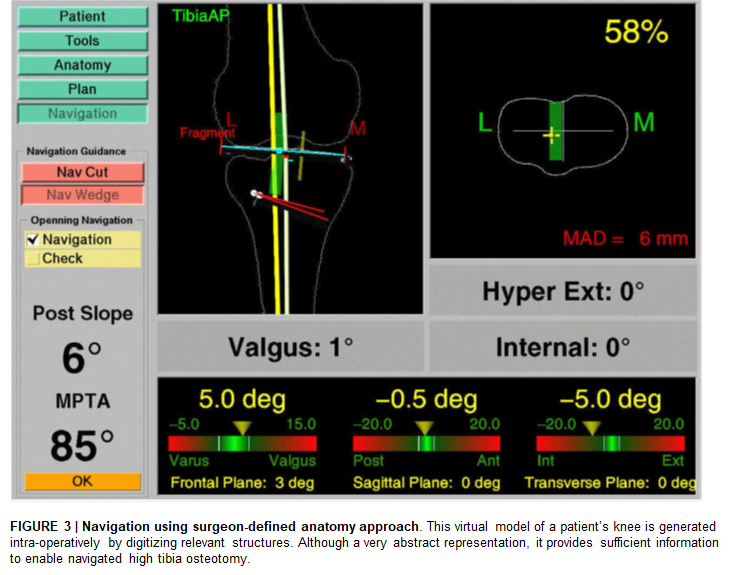 Patient
Tools
Anatomy
Plan
Navigation
Navigation Guidance
Nav Cut
Nav Wedge
Openning Navigation
Navigation
Check
Post Slope
6°
MPTA
85°
OK
TibiaAP
L
M
Fragment
58%
L
M
MAD = 6 mm
Hyper Ext: 0°
Valgus: 1°
Internal: 0°
5.0 deg
−5.0 15.0
Varus Valgus
Frontal Plane: 3 deg
−0.5 deg
−20.0 20.0
Post Ant
Sagittal Plane: 0 deg
−5.0 deg
−20.0 20.0
Int Ext
Transverse Plane: 0 deg
FIGURE 3 | Navigation using surgeon-defined anatomy approach. This virtual model of a patient's knee is generated
intra-operatively by digitizing relevant structures. Although a very abstract representation, it provides sufficient information
to enable navigated high tibia osteotomy.